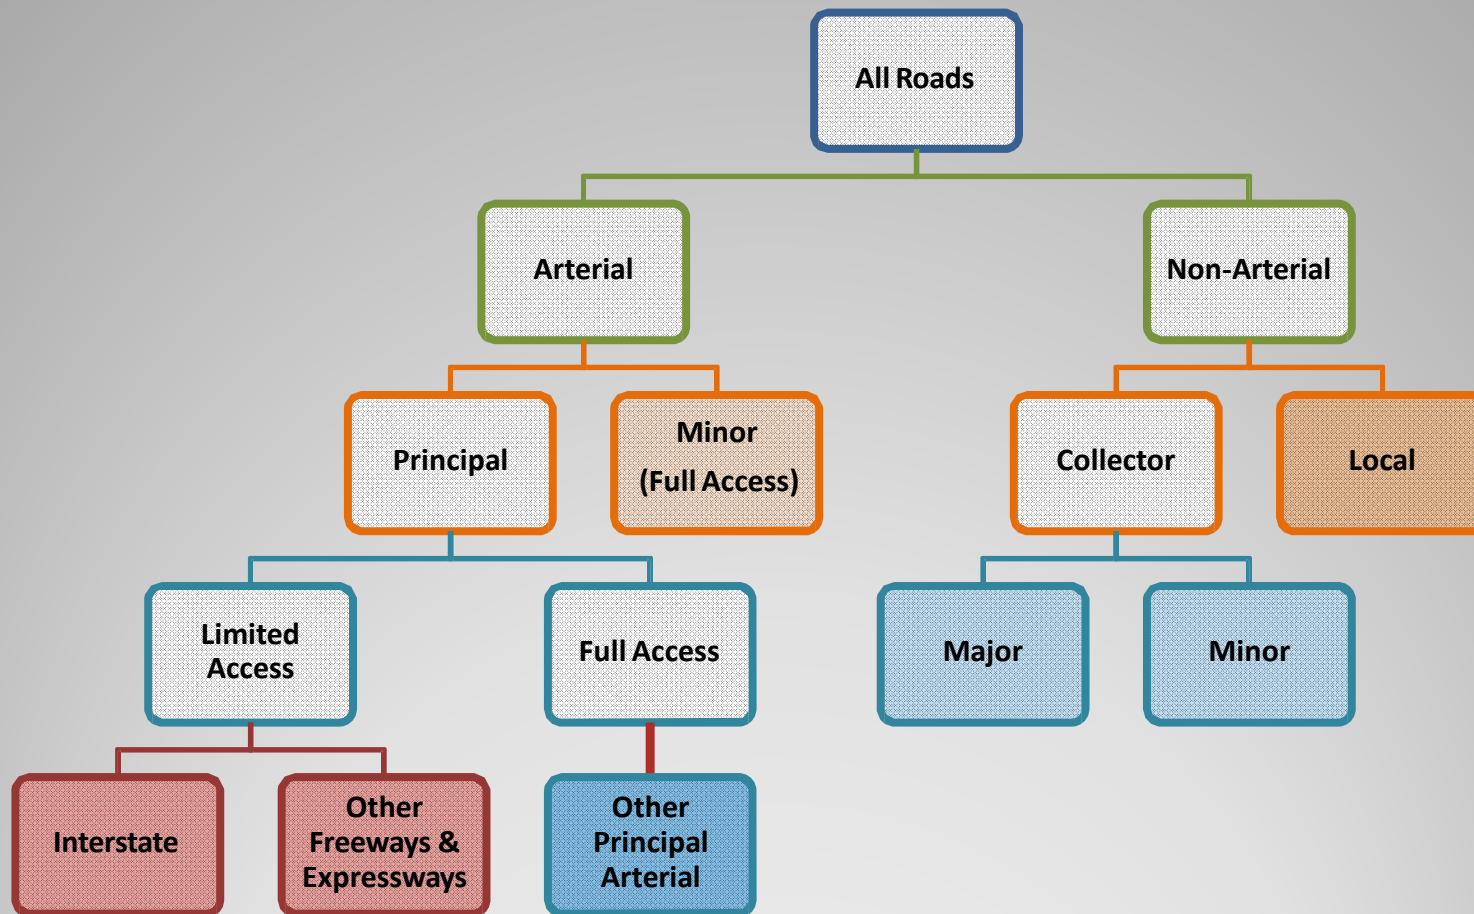 All Roads
Arterial
Non-Arterial
Principal
Minor
(Full Access)
Collector
Local
Limited
Access
Full Access
Major
Minor
Interstate
Other
Freeways &
Expressways
Other
Principal
Arterial